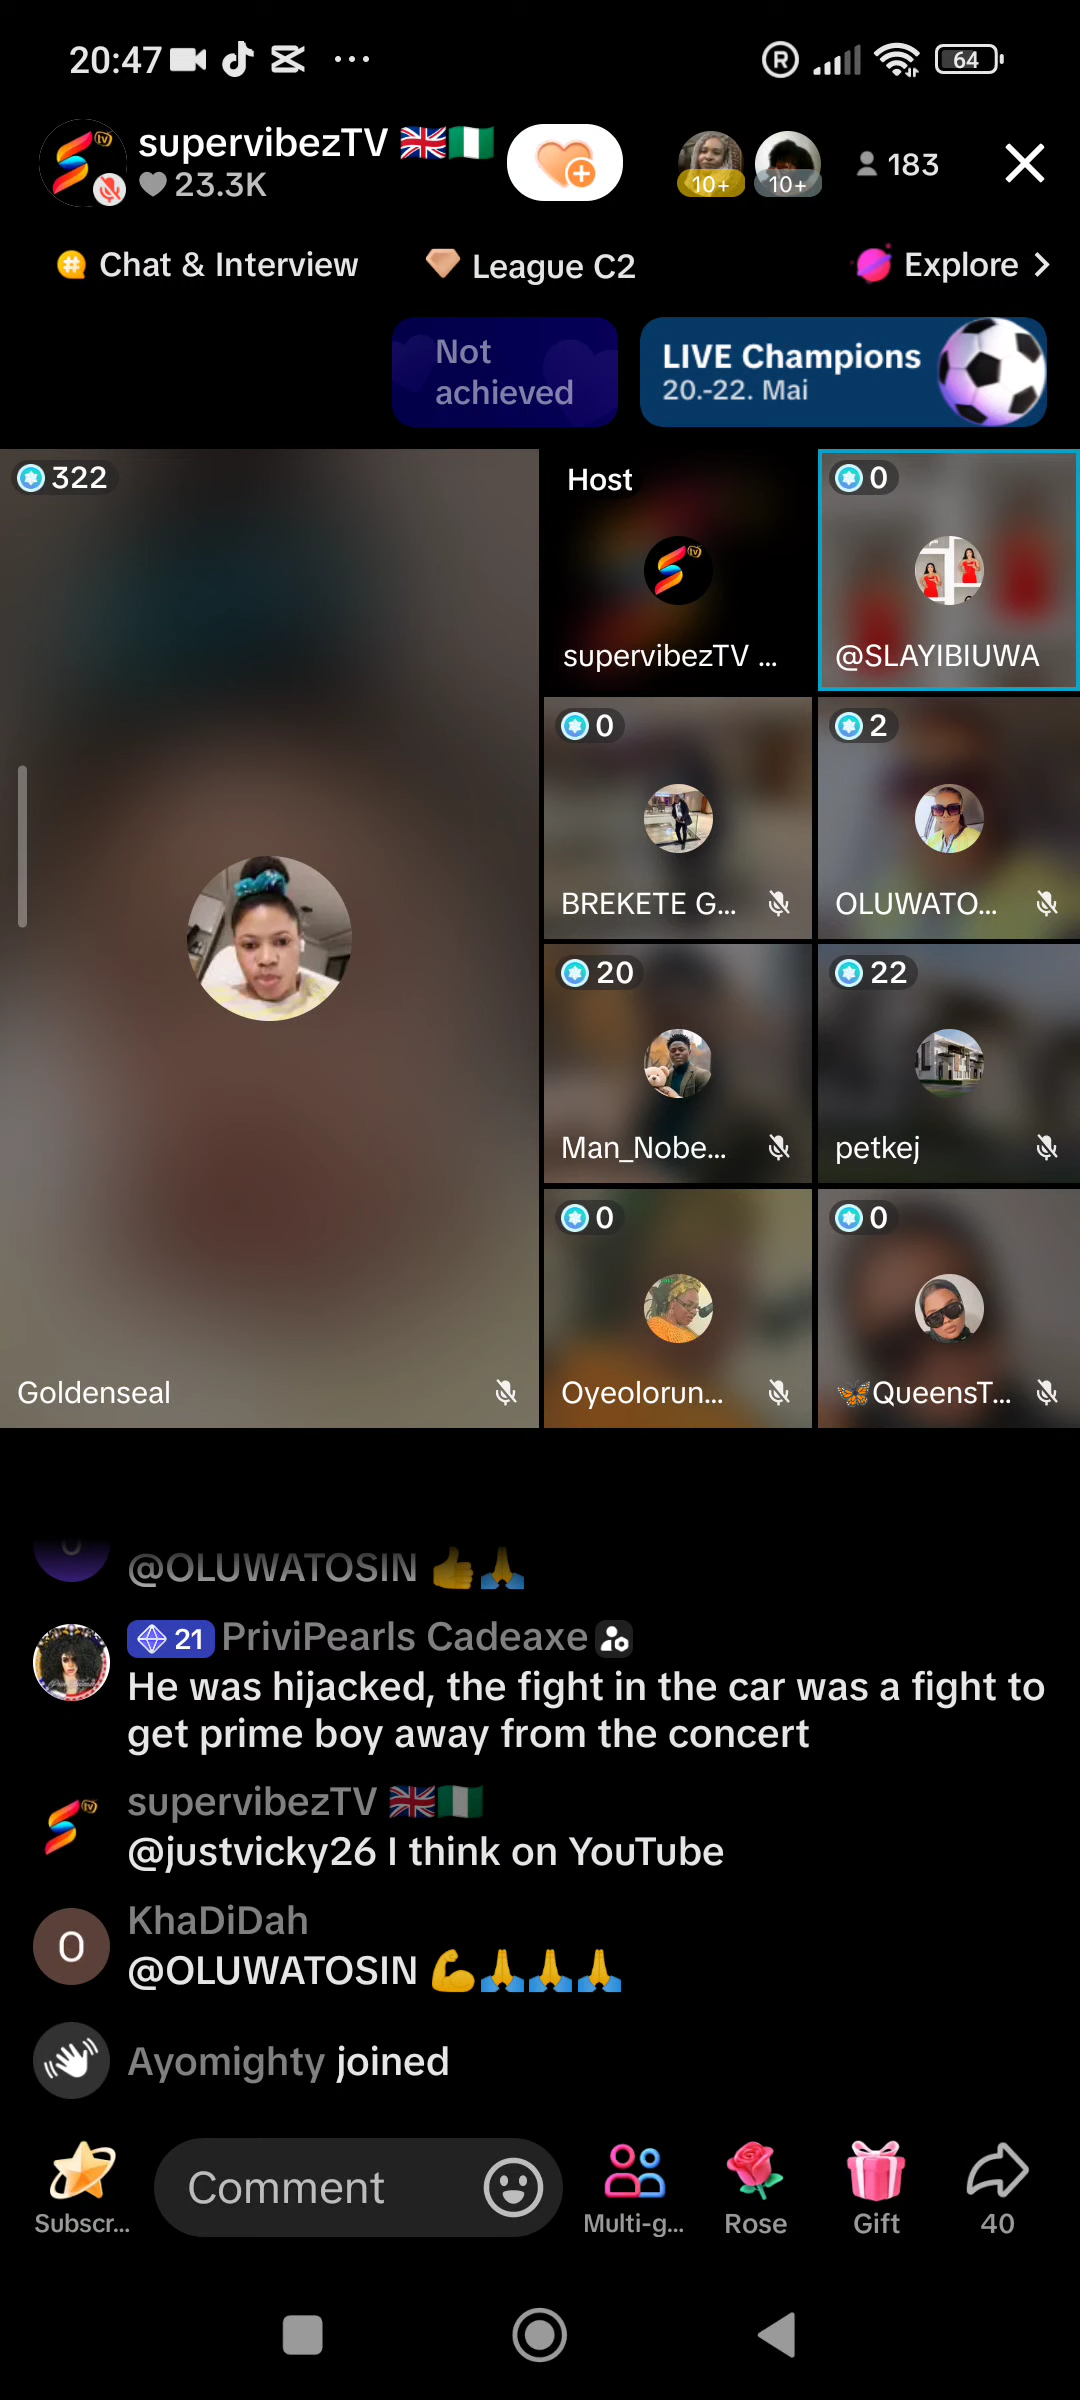 20:47
64
supervibezTV 🇬🇧🇳🇬
23.3K
10+
10+
183
Chat & Interview
League C2
Explore
Not
achieved
LIVE Champions
20.-22. Mai
322
Host
supervibezTV ...
0
@SLAYIBIUWA
0
BREKETE G...
2
OLUWATO...
20
Man_Nobe...
22
petkej
Goldenseal
0
Oyeolorun...
0
🦋QueensT...
@OLUWATOSIN 👍🙏
21 PriviPearls Cadeaxe
He was hijacked, the fight in the car was a fight to
get prime boy away from the concert
supervibezTV 🇬🇧🇳🇬
@justvicky26 I think on YouTube
O
KhaDiDah
@OLUWATOSIN 💪🙏🙏🙏
Ayomighty joined
Subscr...
Comment
Multi-g...
Rose
Gift
40